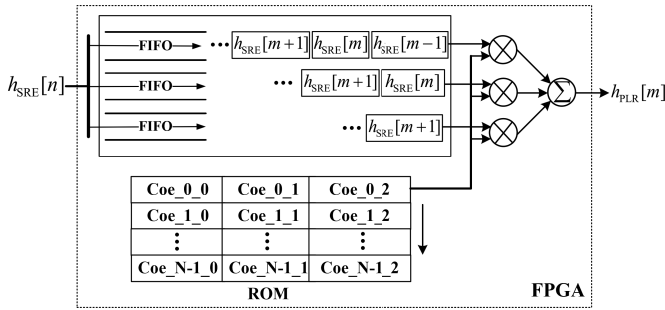 FIFO ••• h_SRE[m+1] h_SRE[m] h_SRE[m−1]
h_SRE[n] FIFO ••• h_SRE[m+1] h_SRE[m] Σ h_PLR[m]
FIFO ••• h_SRE[m+1]
Coe_0_0 Coe_0_1 Coe_0_2
Coe_1_0 Coe_1_1 Coe_1_2
⋮ ⋮ ⋮
Coe_N-1_0 Coe_N-1_1 Coe_N-1_2
ROM FPGA